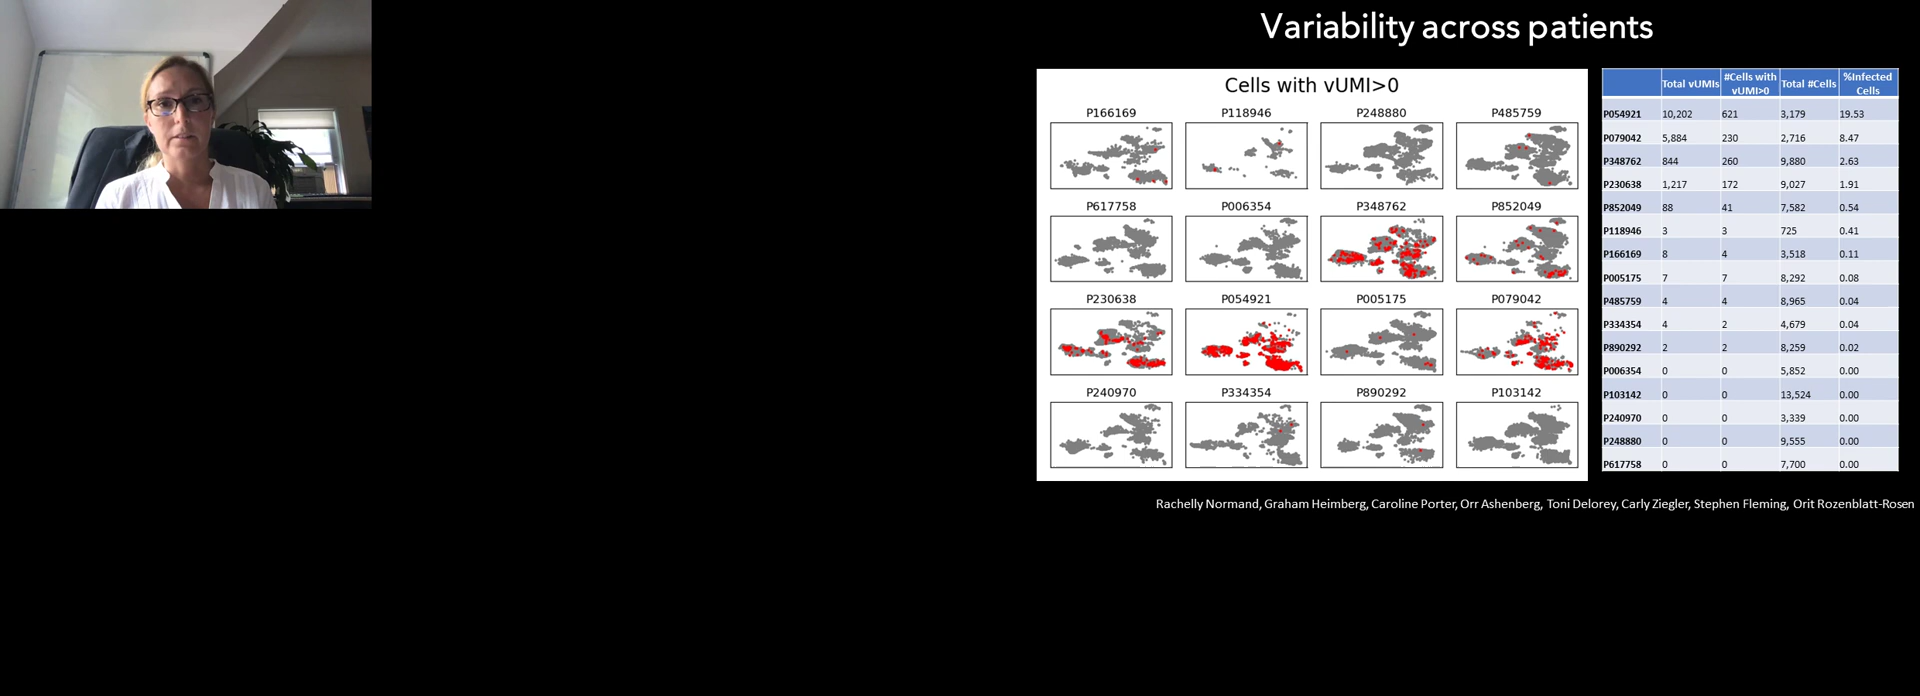 Variability across patients
Cells with vUMI>0
P166169 P118946 P248880 P485759
P617758 P006354 P348762 P852049
P230638 P054921 P005175 P079042
P240970 P334354 P890292 P103142
Total vUMIs #Cells with vUMI>0 Total #Cells %Infected Cells
P054921 10,202 621 3,179 19.53
P079042 5,884 230 2,716 8.47
P348762 844 260 9,880 2.63
P230638 1,217 172 9,027 1.91
P852049 88 41 7,582 0.54
P118946 3 3 725 0.41
P166169 8 4 3,518 0.11
P005175 7 7 8,292 0.08
P485759 4 4 8,965 0.04
P334354 4 2 4,679 0.04
P890292 2 2 8,259 0.02
P006354 0 0 5,852 0.00
P103142 0 0 13,524 0.00
P240970 0 0 3,339 0.00
P248880 0 0 9,555 0.00
P617758 0 0 7,700 0.00
Rachelly Normand, Graham Heimberg, Caroline Porter, Orr Ashenberg, Toni Delorey, Carly Ziegler, Stephen Fleming, Orit Rozenblatt-Rosen